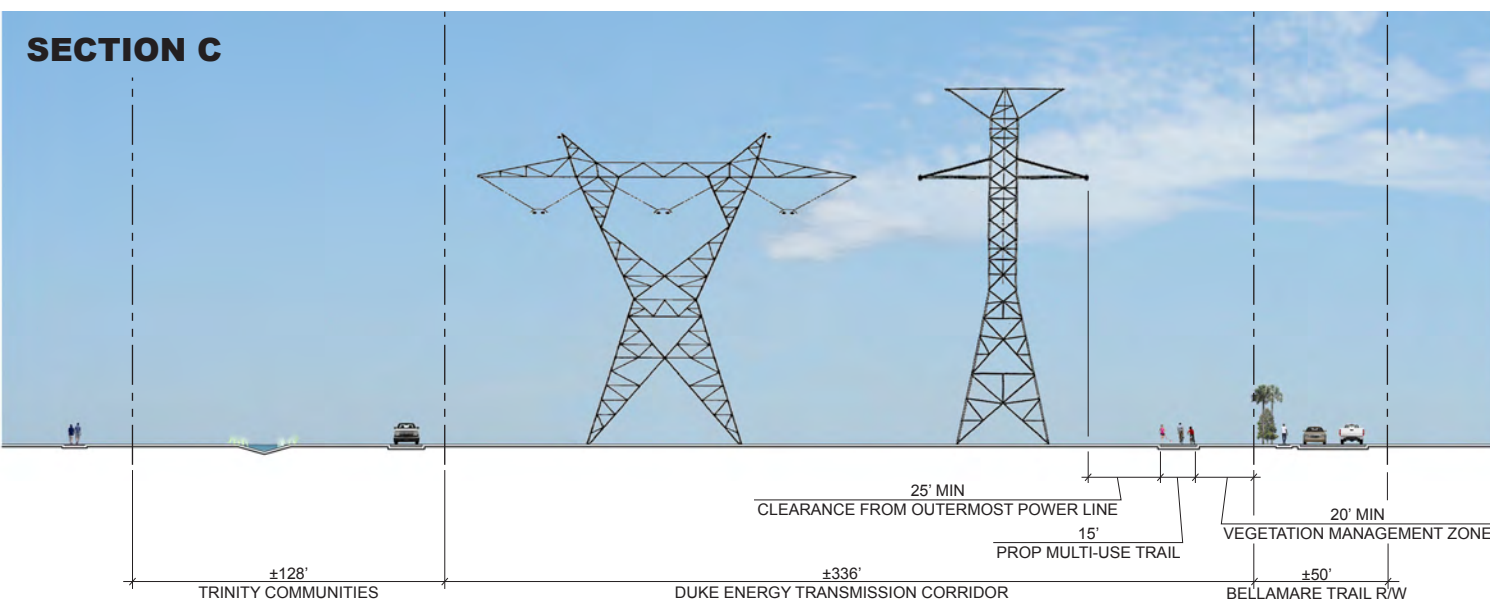 SECTION C
25’ MIN
CLEARANCE FROM OUTERMOST POWER LINE
15’
PROP MULTI-USE TRAIL
20’ MIN
VEGETATION MANAGEMENT ZONE
±128’
TRINITY COMMUNITIES
±336’
DUKE ENERGY TRANSMISSION CORRIDOR
±50’
BELLAMARE TRAIL R/W